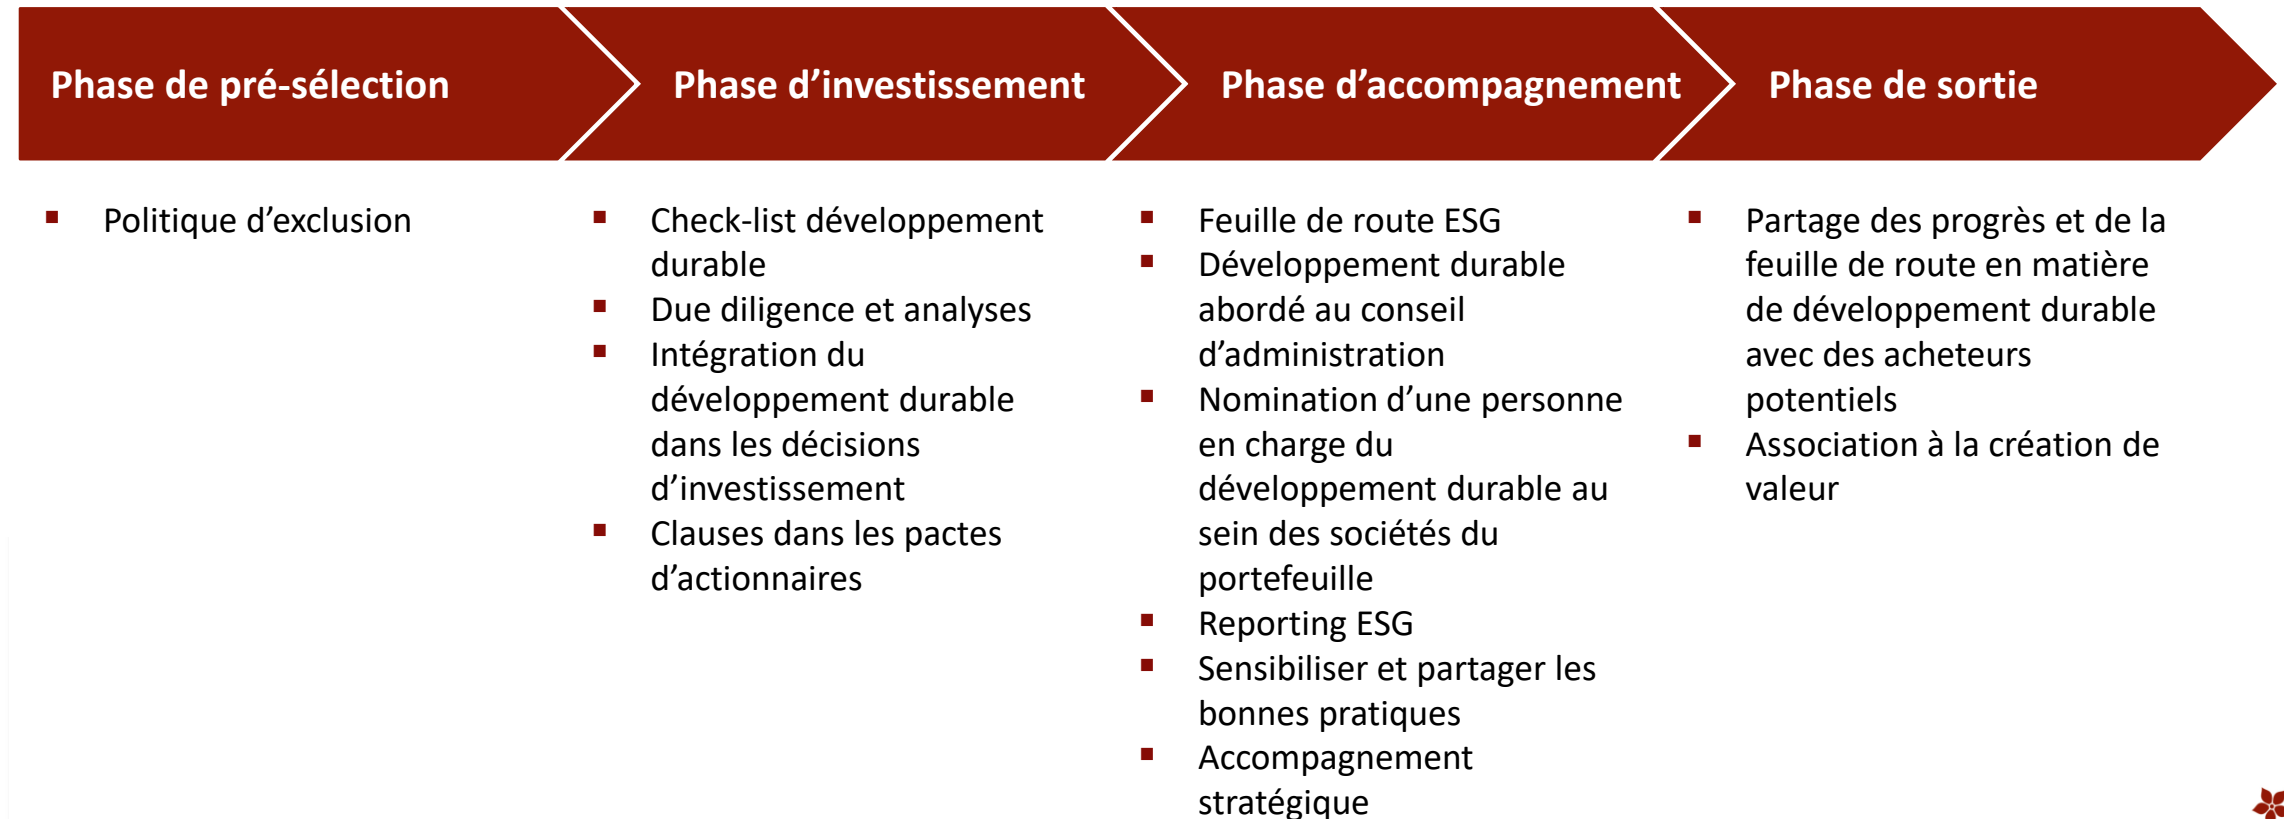 Phase de pré-sélection
Phase d’investissement
Phase d’accompagnement
Phase de sortie
▪ Politique d’exclusion
▪ Check-list développement
durable
▪ Due diligence et analyses
▪ Intégration du
développement durable
dans les décisions
d’investissement
▪ Clauses dans les pactes
d’actionnaires
▪ Feuille de route ESG
▪ Développement durable
abordé au conseil
d’administration
▪ Nomination d’une personne
en charge du
développement durable au
sein des sociétés du
portefeuille
▪ Reporting ESG
▪ Sensibiliser et partager les
bonnes pratiques
▪ Accompagnement
stratégique
▪ Partage des progrès et de la
feuille de route en matière
de développement durable
avec des acheteurs
potentiels
▪ Association à la création de
valeur